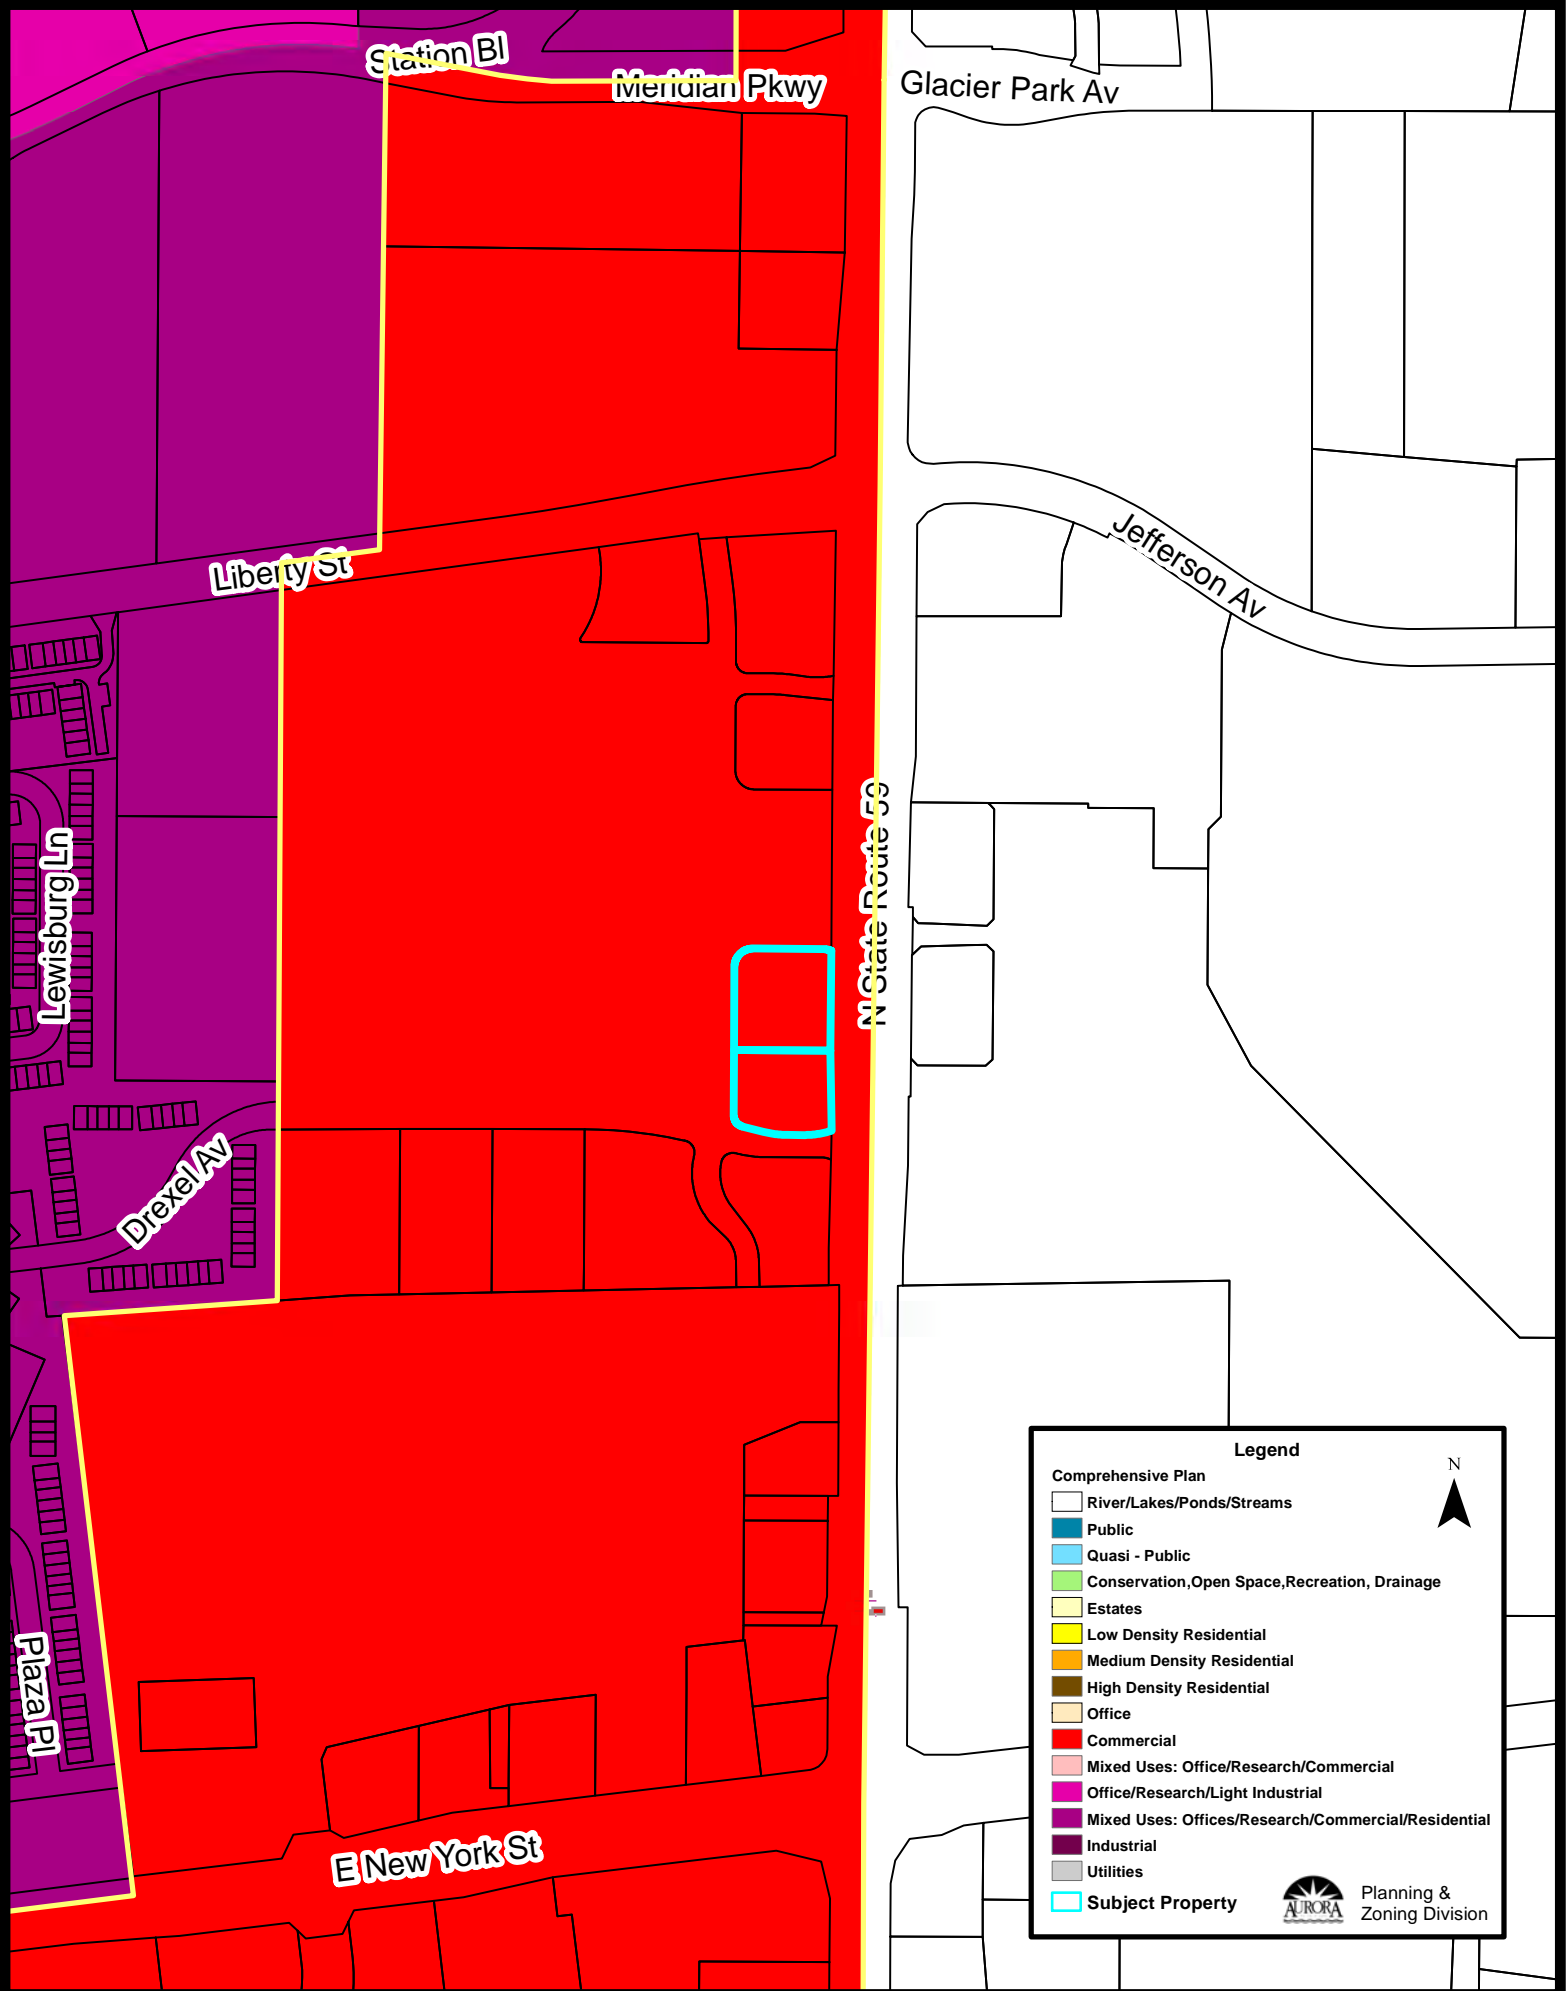 Station Bl
Meridian Pkwy
Glacier Park Av
Jefferson Av
Liberty St
N State Route 59
Lewisburg Ln
Drexel Av
Plaza Pl
E New York St
Legend
N
Comprehensive Plan
River/Lakes/Ponds/Streams
Public
Quasi - Public
Conservation,Open Space,Recreation, Drainage
Estates
Low Density Residential
Medium Density Residential
High Density Residential
Office
Commercial
Mixed Uses: Office/Research/Commercial
Office/Research/Light Industrial
Mixed Uses: Offices/Research/Commercial/Residential
Industrial
Utilities
Subject Property
AURORA
Planning &
Zoning Division